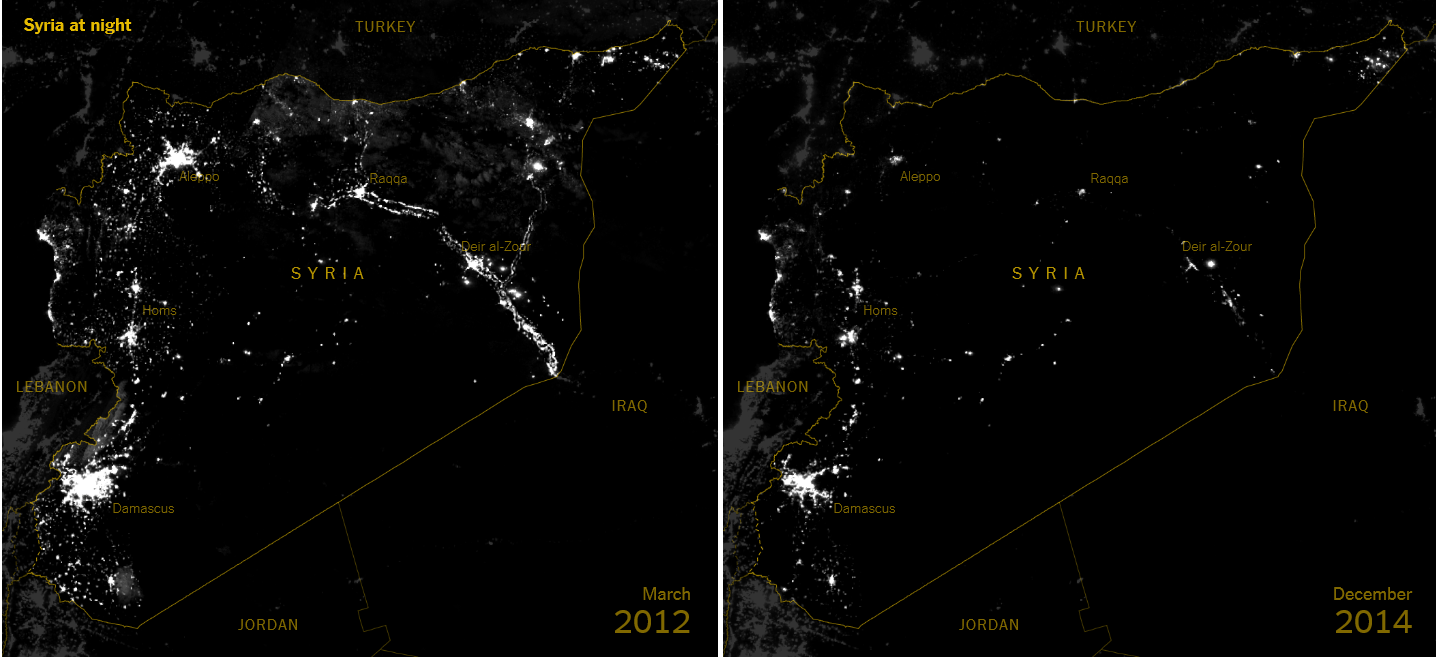 Syria at night
TURKEY
Aleppo
Raqqa
Deir al-Zour
SYRIA
Homs
LEBANON
IRAQ
Damascus
JORDAN
March
2012
TURKEY
Aleppo
Raqqa
Deir al-Zour
SYRIA
Homs
LEBANON
IRAQ
Damascus
JORDAN
December
2014